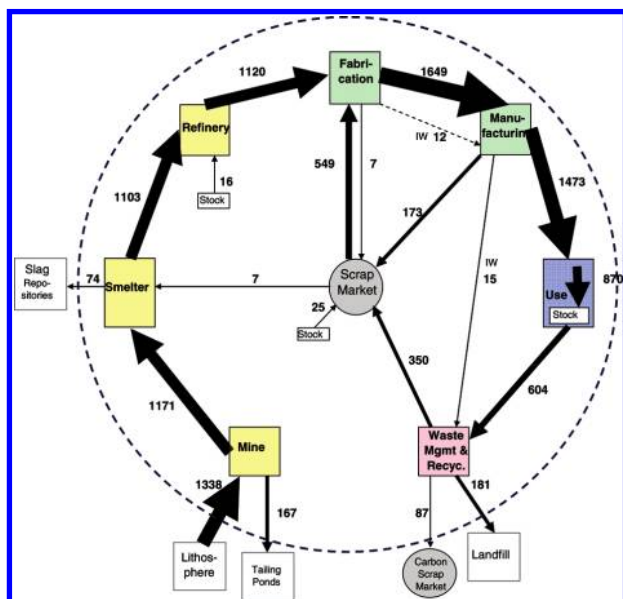 1120
Fabri-
cation
1649
Refinery
Manu-
facturin
IW 12
549
7
16
Stock
1103
173
1473
IW
15
Slag
Repo-
sitories
74
Smelter
7
Scrap
Market
25
Stock
Use
870
Stock
350
604
1171
Mine
Waste
Mgmt &
Recyc.
1338
167
87
181
Lithos-
phere
Tailing
Ponds
Carbon
Scrap
Market
Landfill